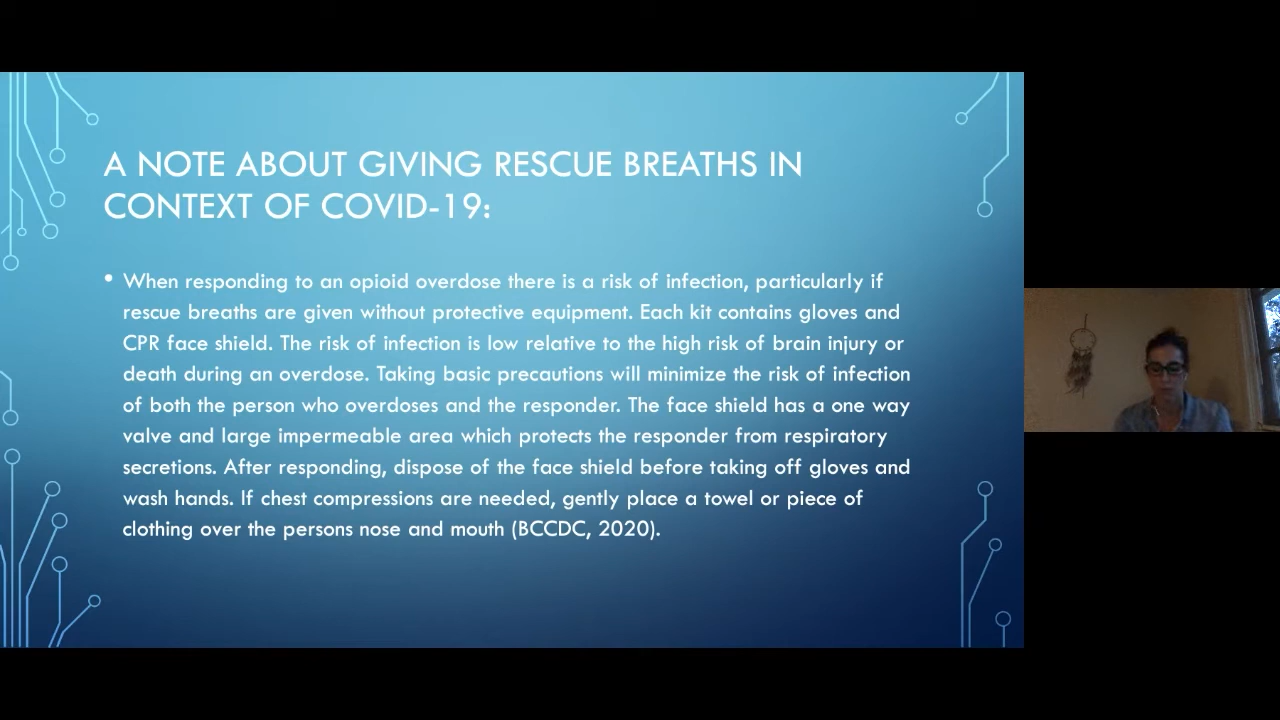 A NOTE ABOUT GIVING RESCUE BREATHS IN
CONTEXT OF COVID-19:
• When responding to an opioid overdose there is a risk of infection, particularly if
rescue breaths are given without protective equipment. Each kit contains gloves and
CPR face shield. The risk of infection is low relative to the high risk of brain injury or
death during an overdose. Taking basic precautions will minimize the risk of infection
of both the person who overdoses and the responder. The face shield has a one way
valve and large impermeable area which protects the responder from respiratory
secretions. After responding, dispose of the face shield before taking off gloves and
wash hands. If chest compressions are needed, gently place a towel or piece of
clothing over the persons nose and mouth (BCCDC, 2020).